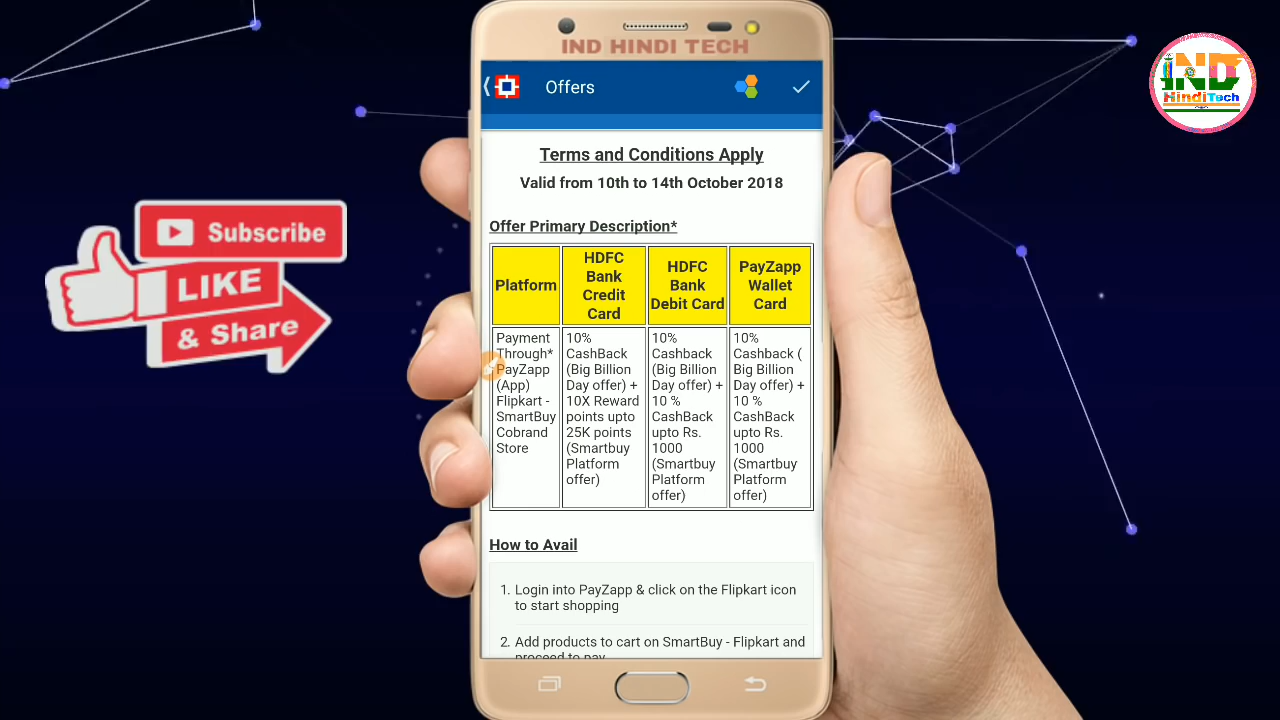 IND HINDI TECH
IND
HindiTech
Offers
Subscribe
LIKE
& Share
Terms and Conditions Apply
Valid from 10th to 14th October 2018
Offer Primary Description*
Platform
HDFC
Bank
Credit
Card
HDFC
Bank
Debit Card
PayZapp
Wallet
Card
Payment
Through*
PayZapp
(App)
Flipkart -
SmartBuy
Cobrand
Store
10%
CashBack
(Big Billion
Day offer) +
10X Reward
points upto
25K points
(Smartbuy
Platform
offer)
10%
Cashback
(Big Billion
Day offer) +
10 %
CashBack
upto Rs.
1000
(Smartbuy
Platform
offer)
10%
Cashback (
Big Billion
Day offer) +
10 %
CashBack
upto Rs.
1000
(Smartbuy
Platform
offer)
How to Avail
1. Login into PayZapp & click on the Flipkart icon
to start shopping
2. Add products to cart on SmartBuy - Flipkart and
proceed to pay